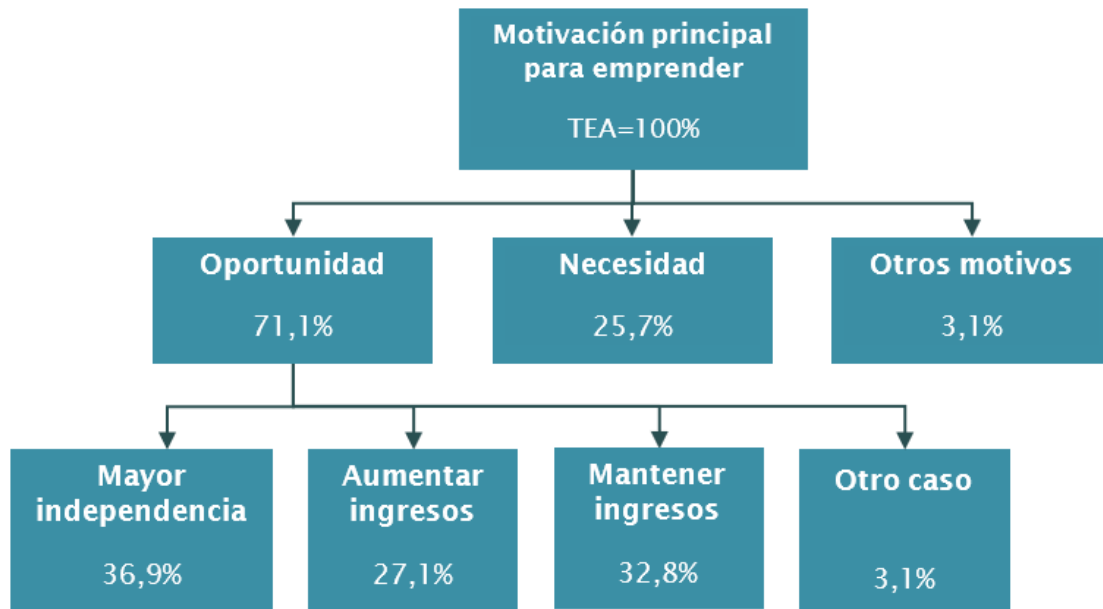 Motivación principal
para emprender
TEA=100%
Oportunidad
71,1%
Necesidad
25,7%
Otros motivos
3,1%
Mayor
independencia
36,9%
Aumentar
ingresos
27,1%
Mantener
ingresos
32,8%
Otro caso
3,1%